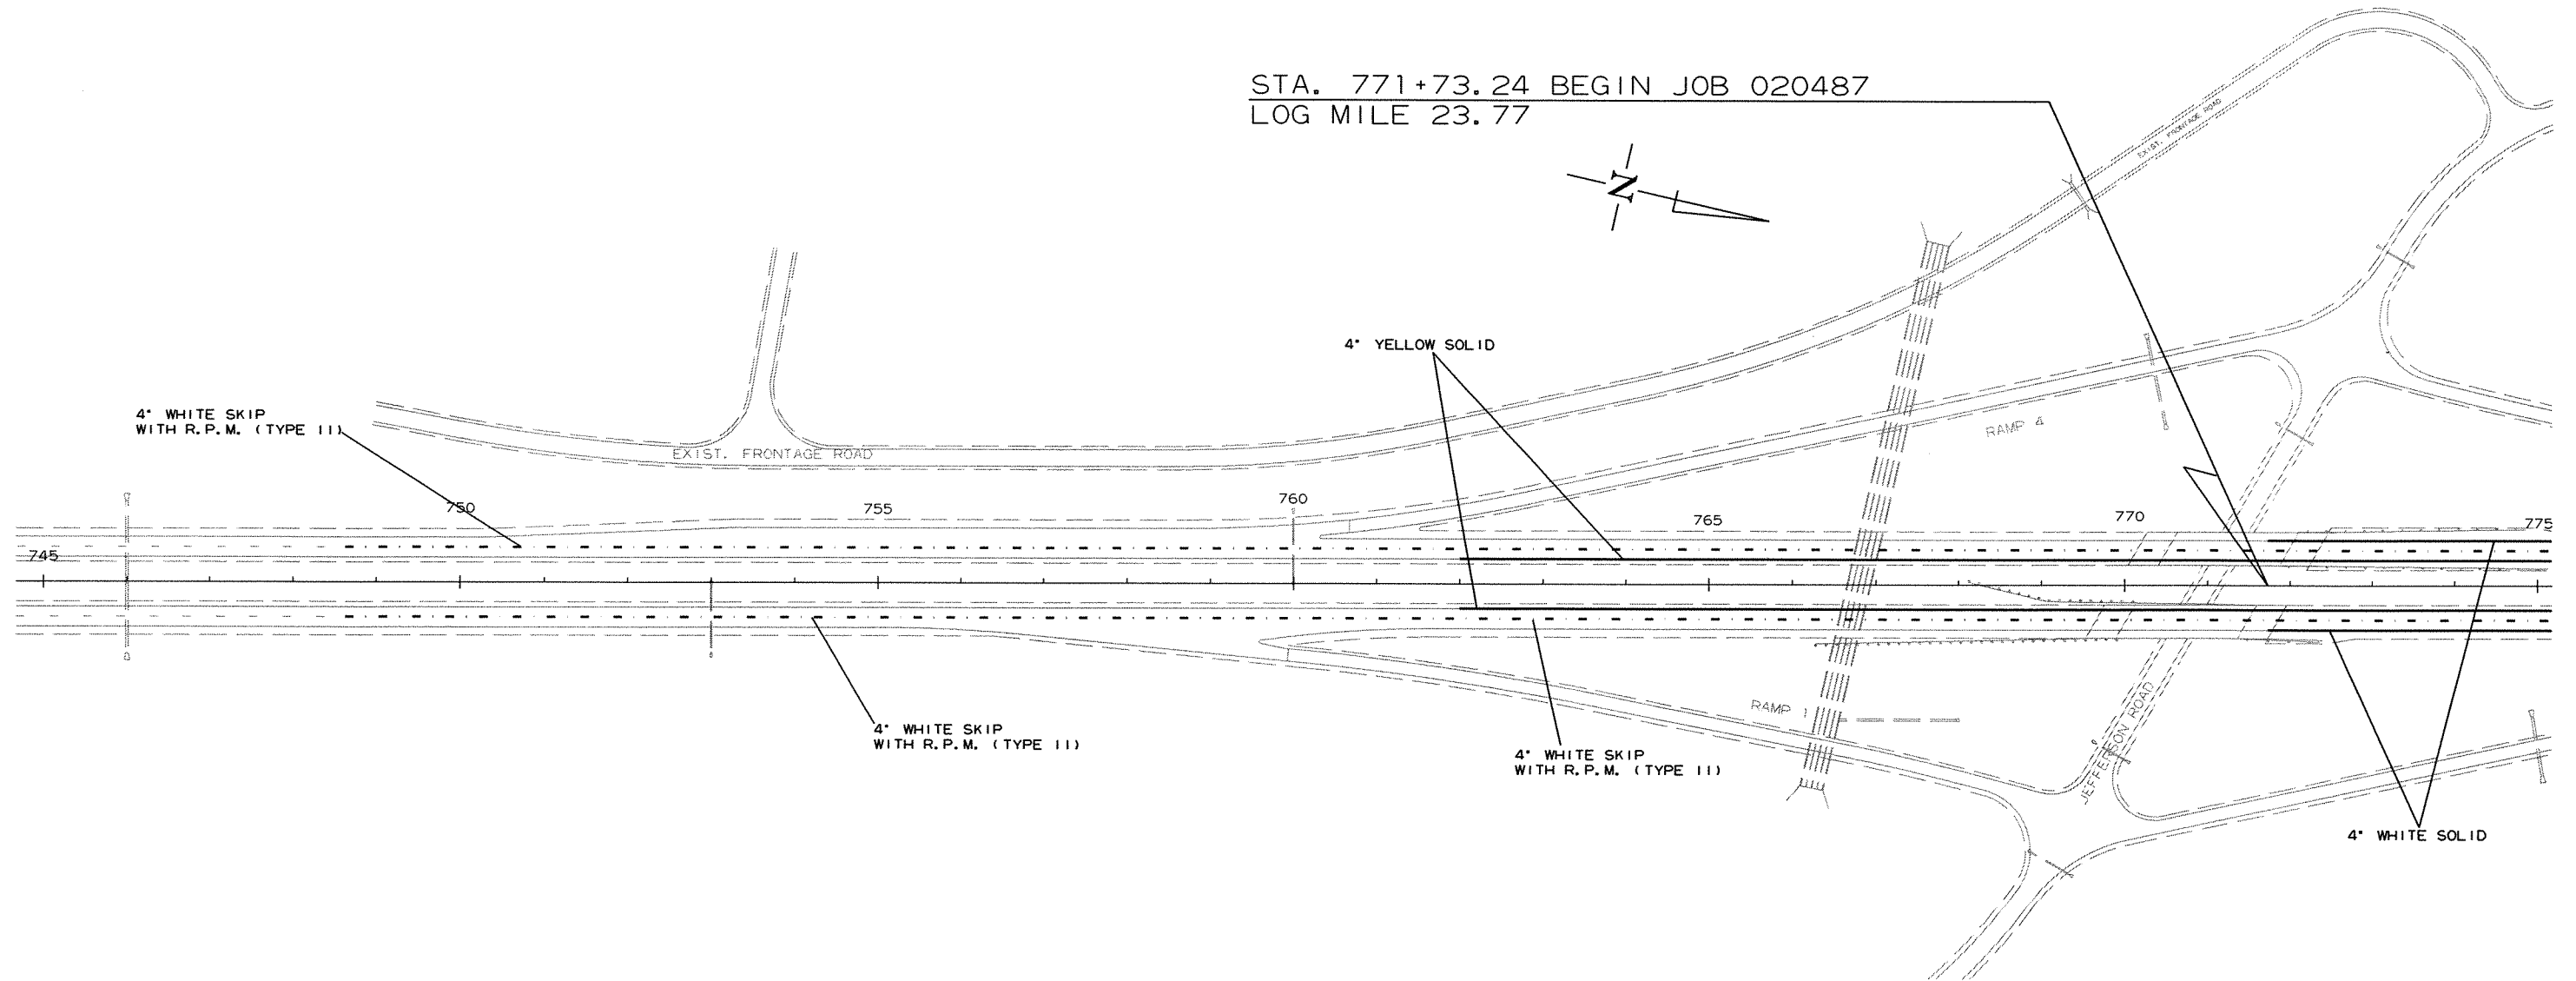 STA. 771+73.24 BEGIN JOB 020487
LOG MILE 23.77
EXIST. FRONTAGE ROAD
N
4" YELLOW SOLID
4" WHITE SKIP
WITH R.P.M. (TYPE II)
EXIST. FRONTAGE ROAD
RAMP 4
745
750
755
760
765
770
775
RAMP 1
JEFFERSON ROAD
4" WHITE SKIP
WITH R.P.M. (TYPE II)
4" WHITE SKIP
WITH R.P.M. (TYPE II)
4" WHITE SOLID